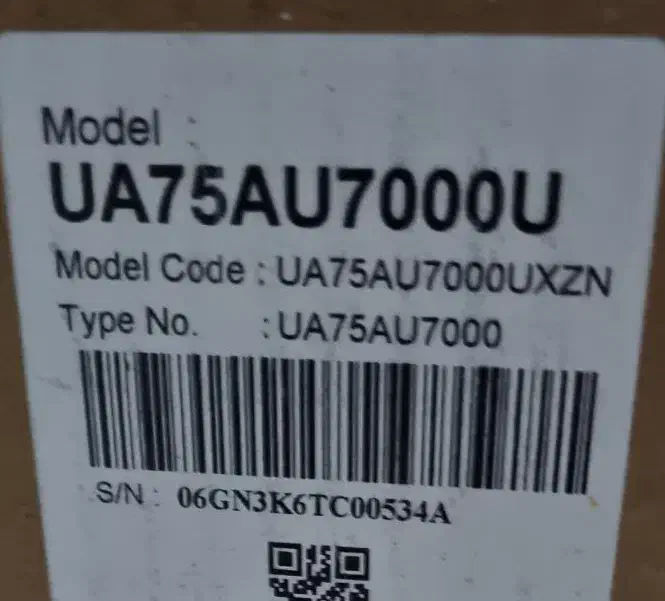 Model :
UA75AU7000U
Model Code : UA75AU7000UXZN
Type No. : UA75AU7000
S/N : 06GN3K6TC00534A